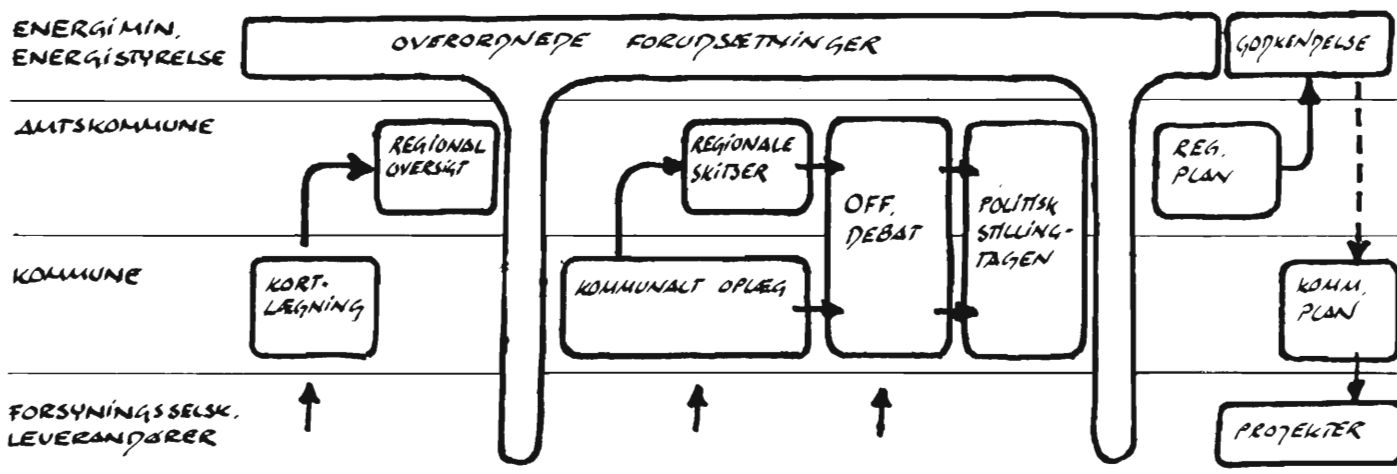 ENERGIMIN.
ENERGISTYRELSE
OVERORDNEDE FORUDSÆTNINGER
GODKENDELSE
AMTSKOMMUNE
REGIONAL
OVERSIGT
REGIONALE
SKITSER
OFF.
DEBAT
POLITISK
STILLING-
TAGEN
REG.
PLAN
KOMMUNE
KORT-
LÆGNING
KOMMUNALT OPLÆG
KOMM.
PLAN
FORSYNINGSSELSK.
LEVERANDØRER
PROJEKTER